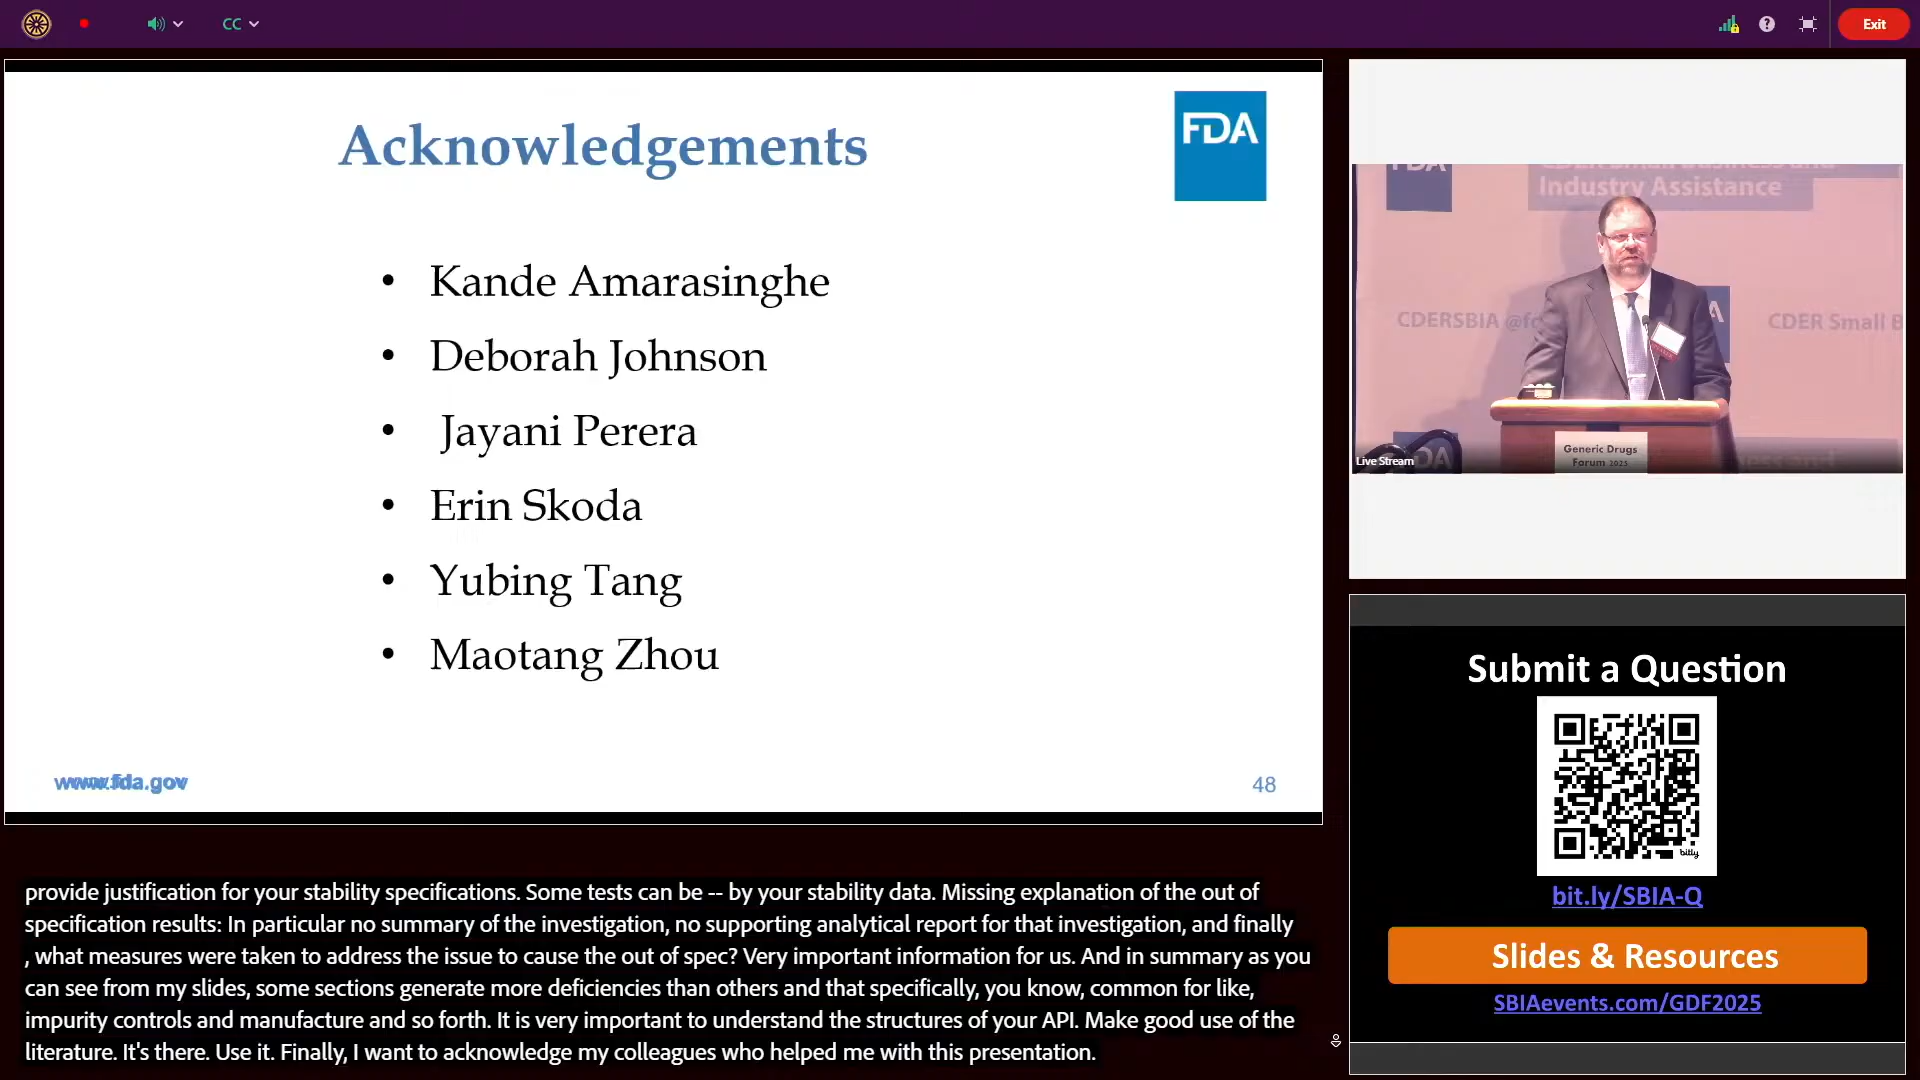 CC
Exit
Acknowledgements
FDA
• Kande Amarasinghe
• Deborah Johnson
• Jayani Perera
• Erin Skoda
• Yubing Tang
• Maotang Zhou
www.fda.gov
48
provide justification for your stability specifications. Some tests can be -- by your stability data. Missing explanation of the out of
specification results: In particular no summary of the investigation, no supporting analytical report for that investigation, and finally
, what measures were taken to address the issue to cause the out of spec? Very important information for us. And in summary as you
can see from my slides, some sections generate more deficiencies than others and that specifically, you know, common for like,
impurity controls and manufacture and so forth. It is very important to understand the structures of your API. Make good use of the
literature. It's there. Use it. Finally, I want to acknowledge my colleagues who helped me with this presentation.
FDA
CDER Small Business and
Industry Assistance
CDERSBIA
CDER Small B
Generic Drugs
Forum 2025
Live Stream
Submit a Question
bitly
bit.ly/SBIA-Q
Slides & Resources
SBIAevents.com/GDF2025